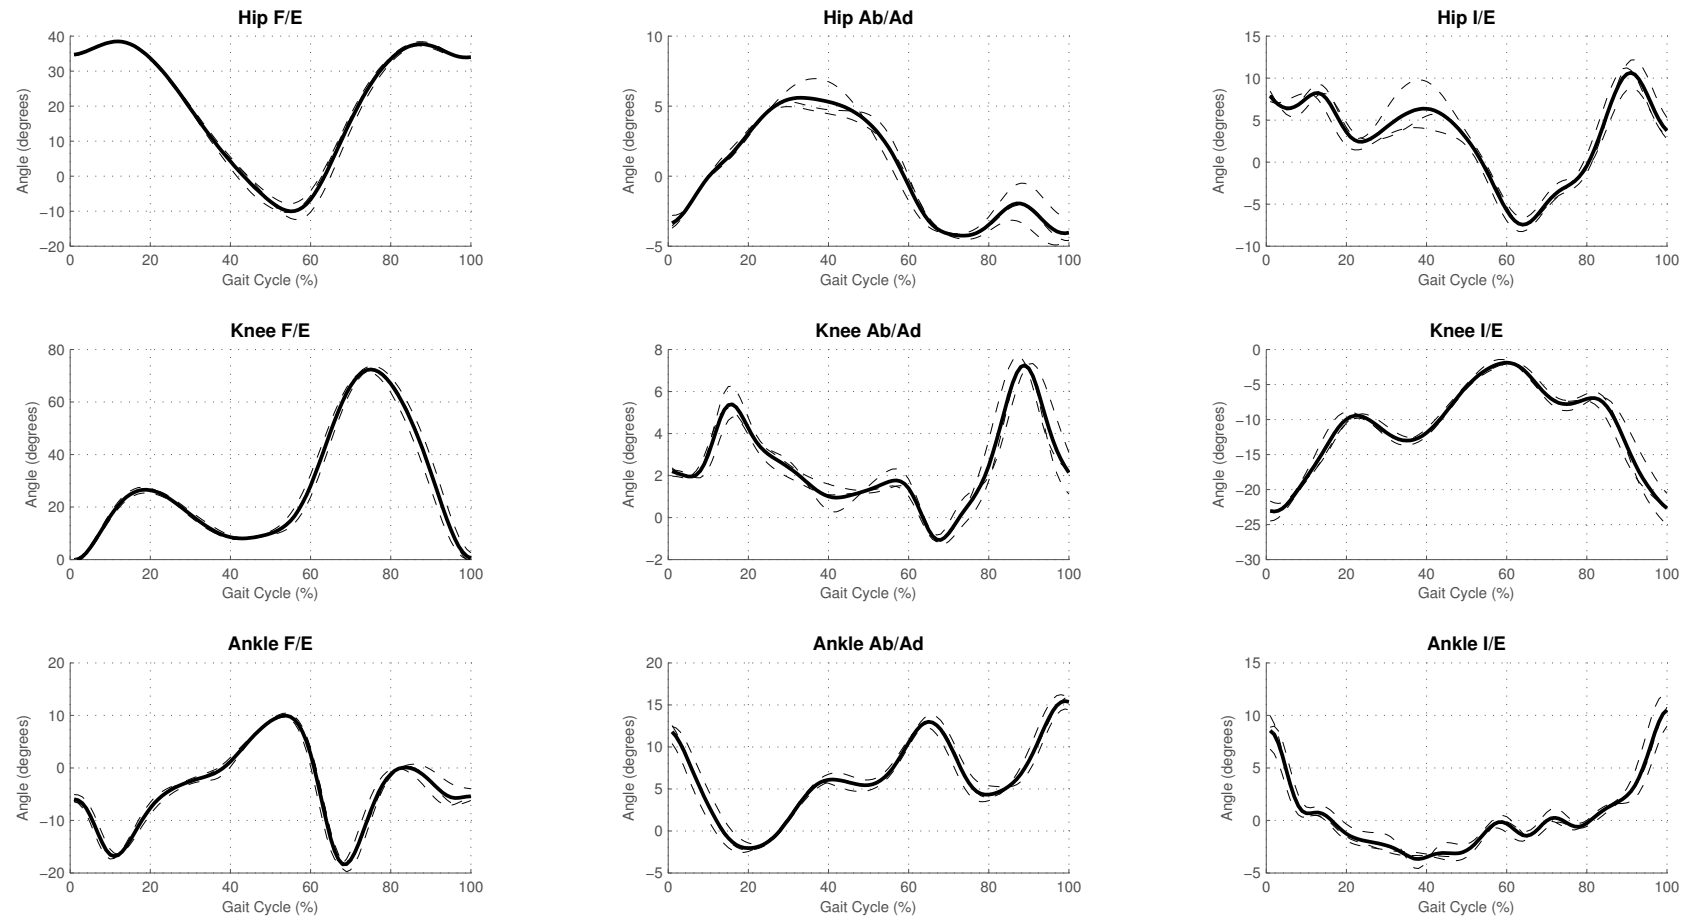 Hip F/E
Angle (degrees)
40
30
20
10
0
−10
−20
0 20 40 60 80 100
Gait Cycle (%)
Hip Ab/Ad
Angle (degrees)
10
5
0
−5
0 20 40 60 80 100
Gait Cycle (%)
Hip I/E
Angle (degrees)
15
10
5
0
−5
−10
0 20 40 60 80 100
Gait Cycle (%)
Knee F/E
Angle (degrees)
80
60
40
20
0
0 20 40 60 80 100
Gait Cycle (%)
Knee Ab/Ad
Angle (degrees)
8
6
4
2
0
−2
0 20 40 60 80 100
Gait Cycle (%)
Knee I/E
Angle (degrees)
0
−5
−10
−15
−20
−25
−30
0 20 40 60 80 100
Gait Cycle (%)
Ankle F/E
Angle (degrees)
20
10
0
−10
−20
0 20 40 60 80 100
Gait Cycle (%)
Ankle Ab/Ad
Angle (degrees)
20
15
10
5
0
−5
0 20 40 60 80 100
Gait Cycle (%)
Ankle I/E
Angle (degrees)
15
10
5
0
−5
0 20 40 60 80 100
Gait Cycle (%)